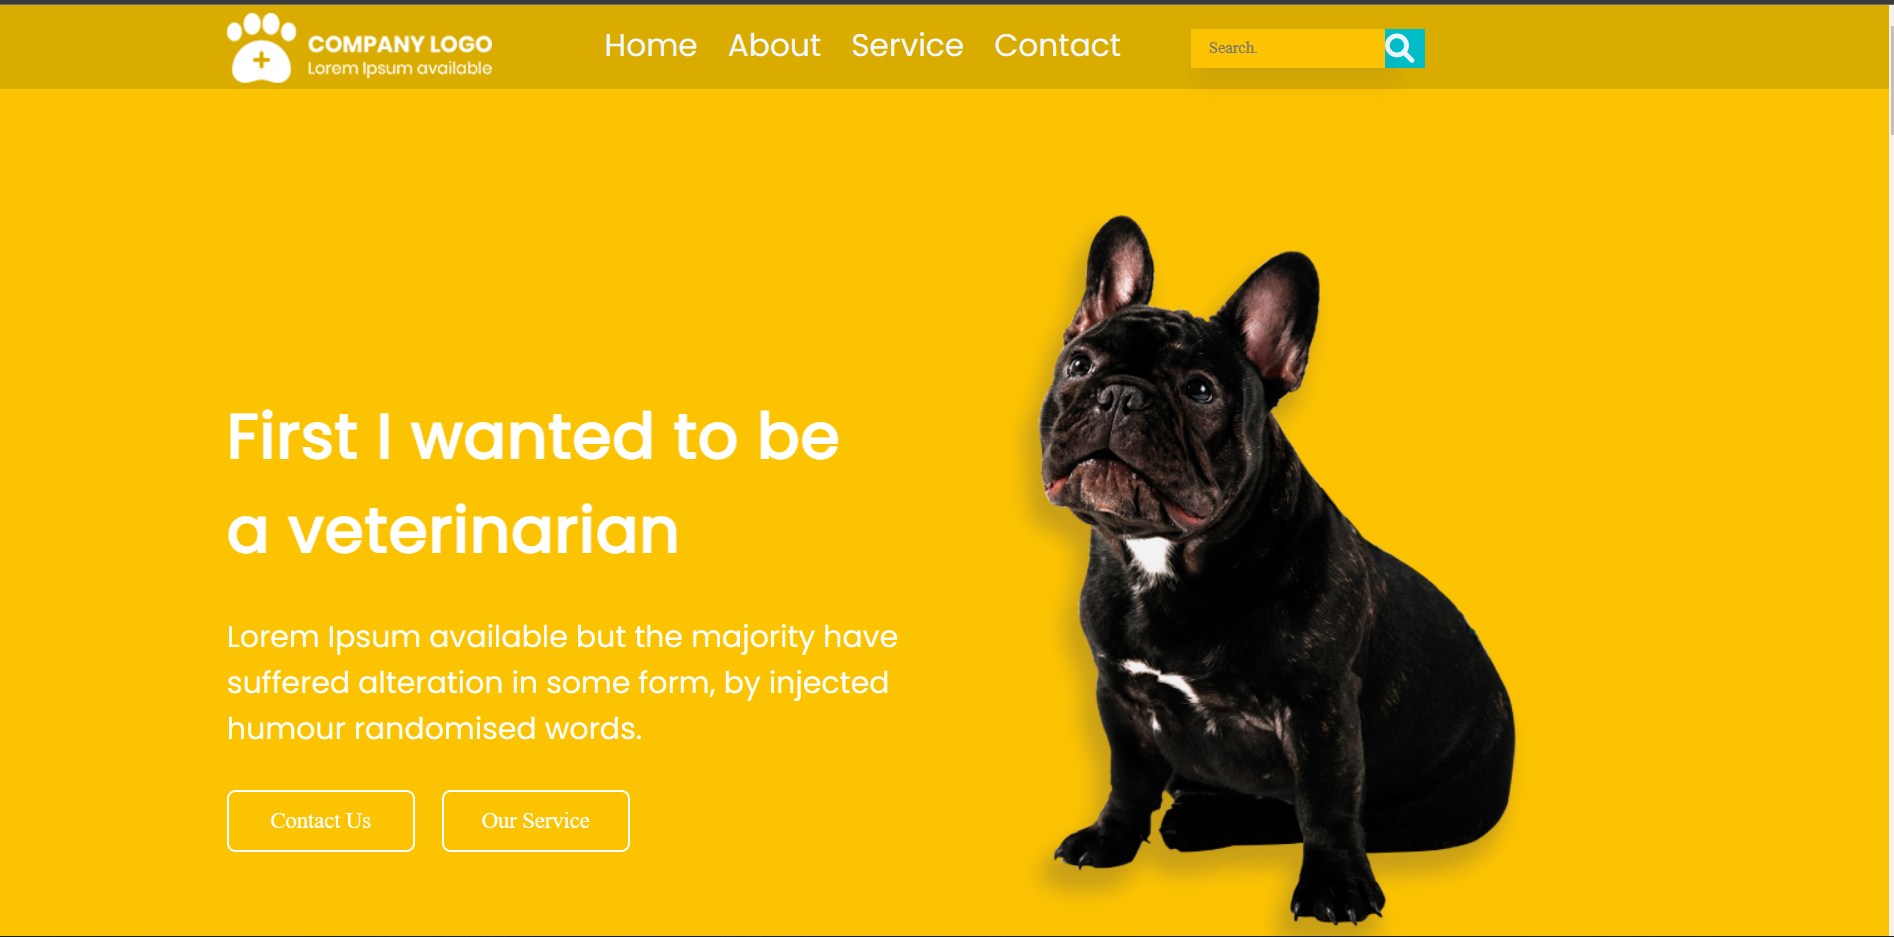 COMPANY LOGO
Lorem Ipsum available
Home About Service Contact
Search.
First I wanted to be
a veterinarian
Lorem Ipsum available but the majority have
suffered alteration in some form, by injected
humour randomised words.
Contact Us
Our Service